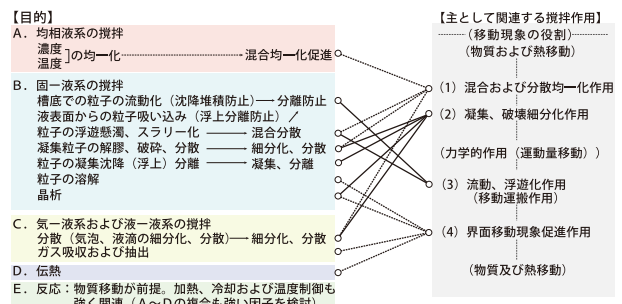 【目的】
A．均相液系の撹拌
濃度
温度
の均一化 混合均一化促進
B．固ー液系の撹拌
槽底での粒子の流動化（沈降堆積防止） 分離防止
液表面からの粒子吸い込み（浮上分離防止）
粒子の浮遊懸濁、スラリー化 混合分散
凝集粒子の解膠、破砕、分散 細分化、分散
粒子の凝集沈降（浮上）分離 凝集、分離
粒子の溶解
晶析
C．気ー液系および液ー液系の撹拌
分散（気泡、液滴の細分化、分散） 細分化、分散
ガス吸収および抽出
D．伝熱
E．反応：物質移動が前提。加熱、冷却および温度制御も
強く関連（A〜Dの複合も強い因子を検討）
【主として関連する撹拌作用】
（移動現象の役割）
（物質および熱移動）
（1）混合および分散均一化作用
（2）凝集、破壊細分化作用
（力学的作用（運動量移動））
（3）流動、浮遊化作用
（移動運搬作用）
（4）界面移動現象促進作用
（物質及び熱移動）